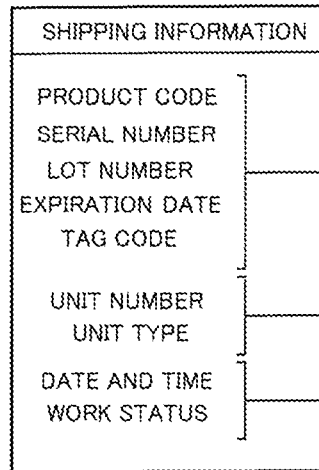 SHIPPING INFORMATION
PRODUCT CODE
SERIAL NUMBER
LOT NUMBER
EXPIRATION DATE
TAG CODE
UNIT NUMBER
UNIT TYPE
DATE AND TIME
WORK STATUS